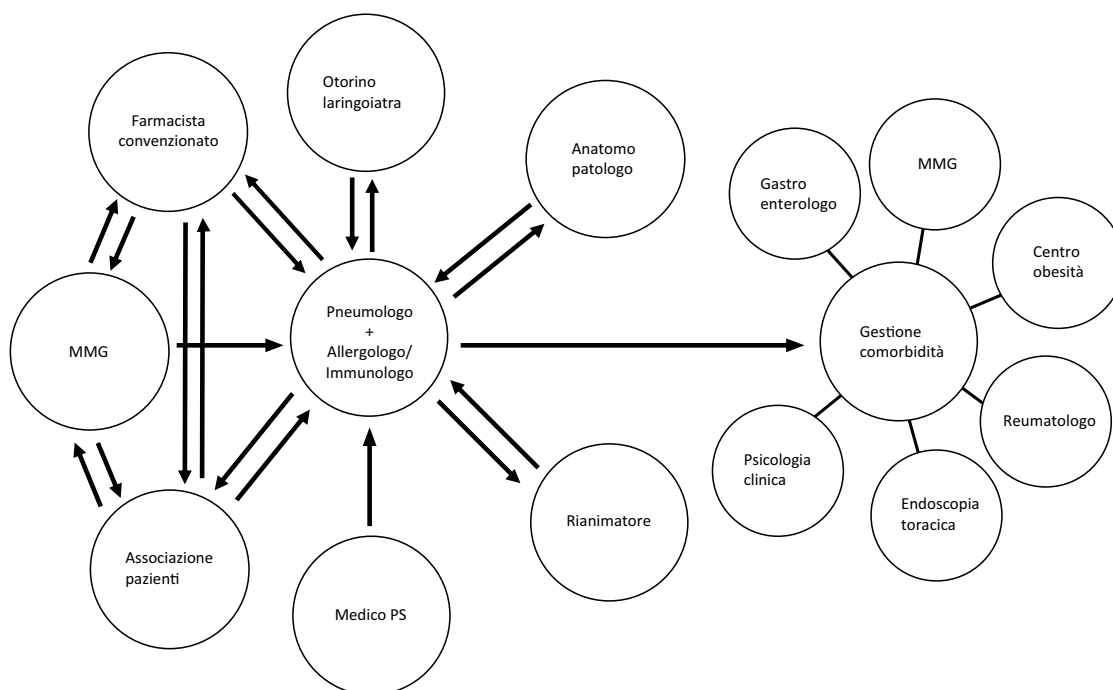 Otorino
laringoiatra
Farmacista
convenzionato
Anatomo
patologo
MMG
Pneumologo
+
Allergologo/
Immunologo
Associazione
pazienti
Medico PS
Rianimatore
Gastro
enterologo
MMG
Centro
obesità
Gestione
comorbidità
Reumatologo
Psicologia
clinica
Endoscopia
toracica